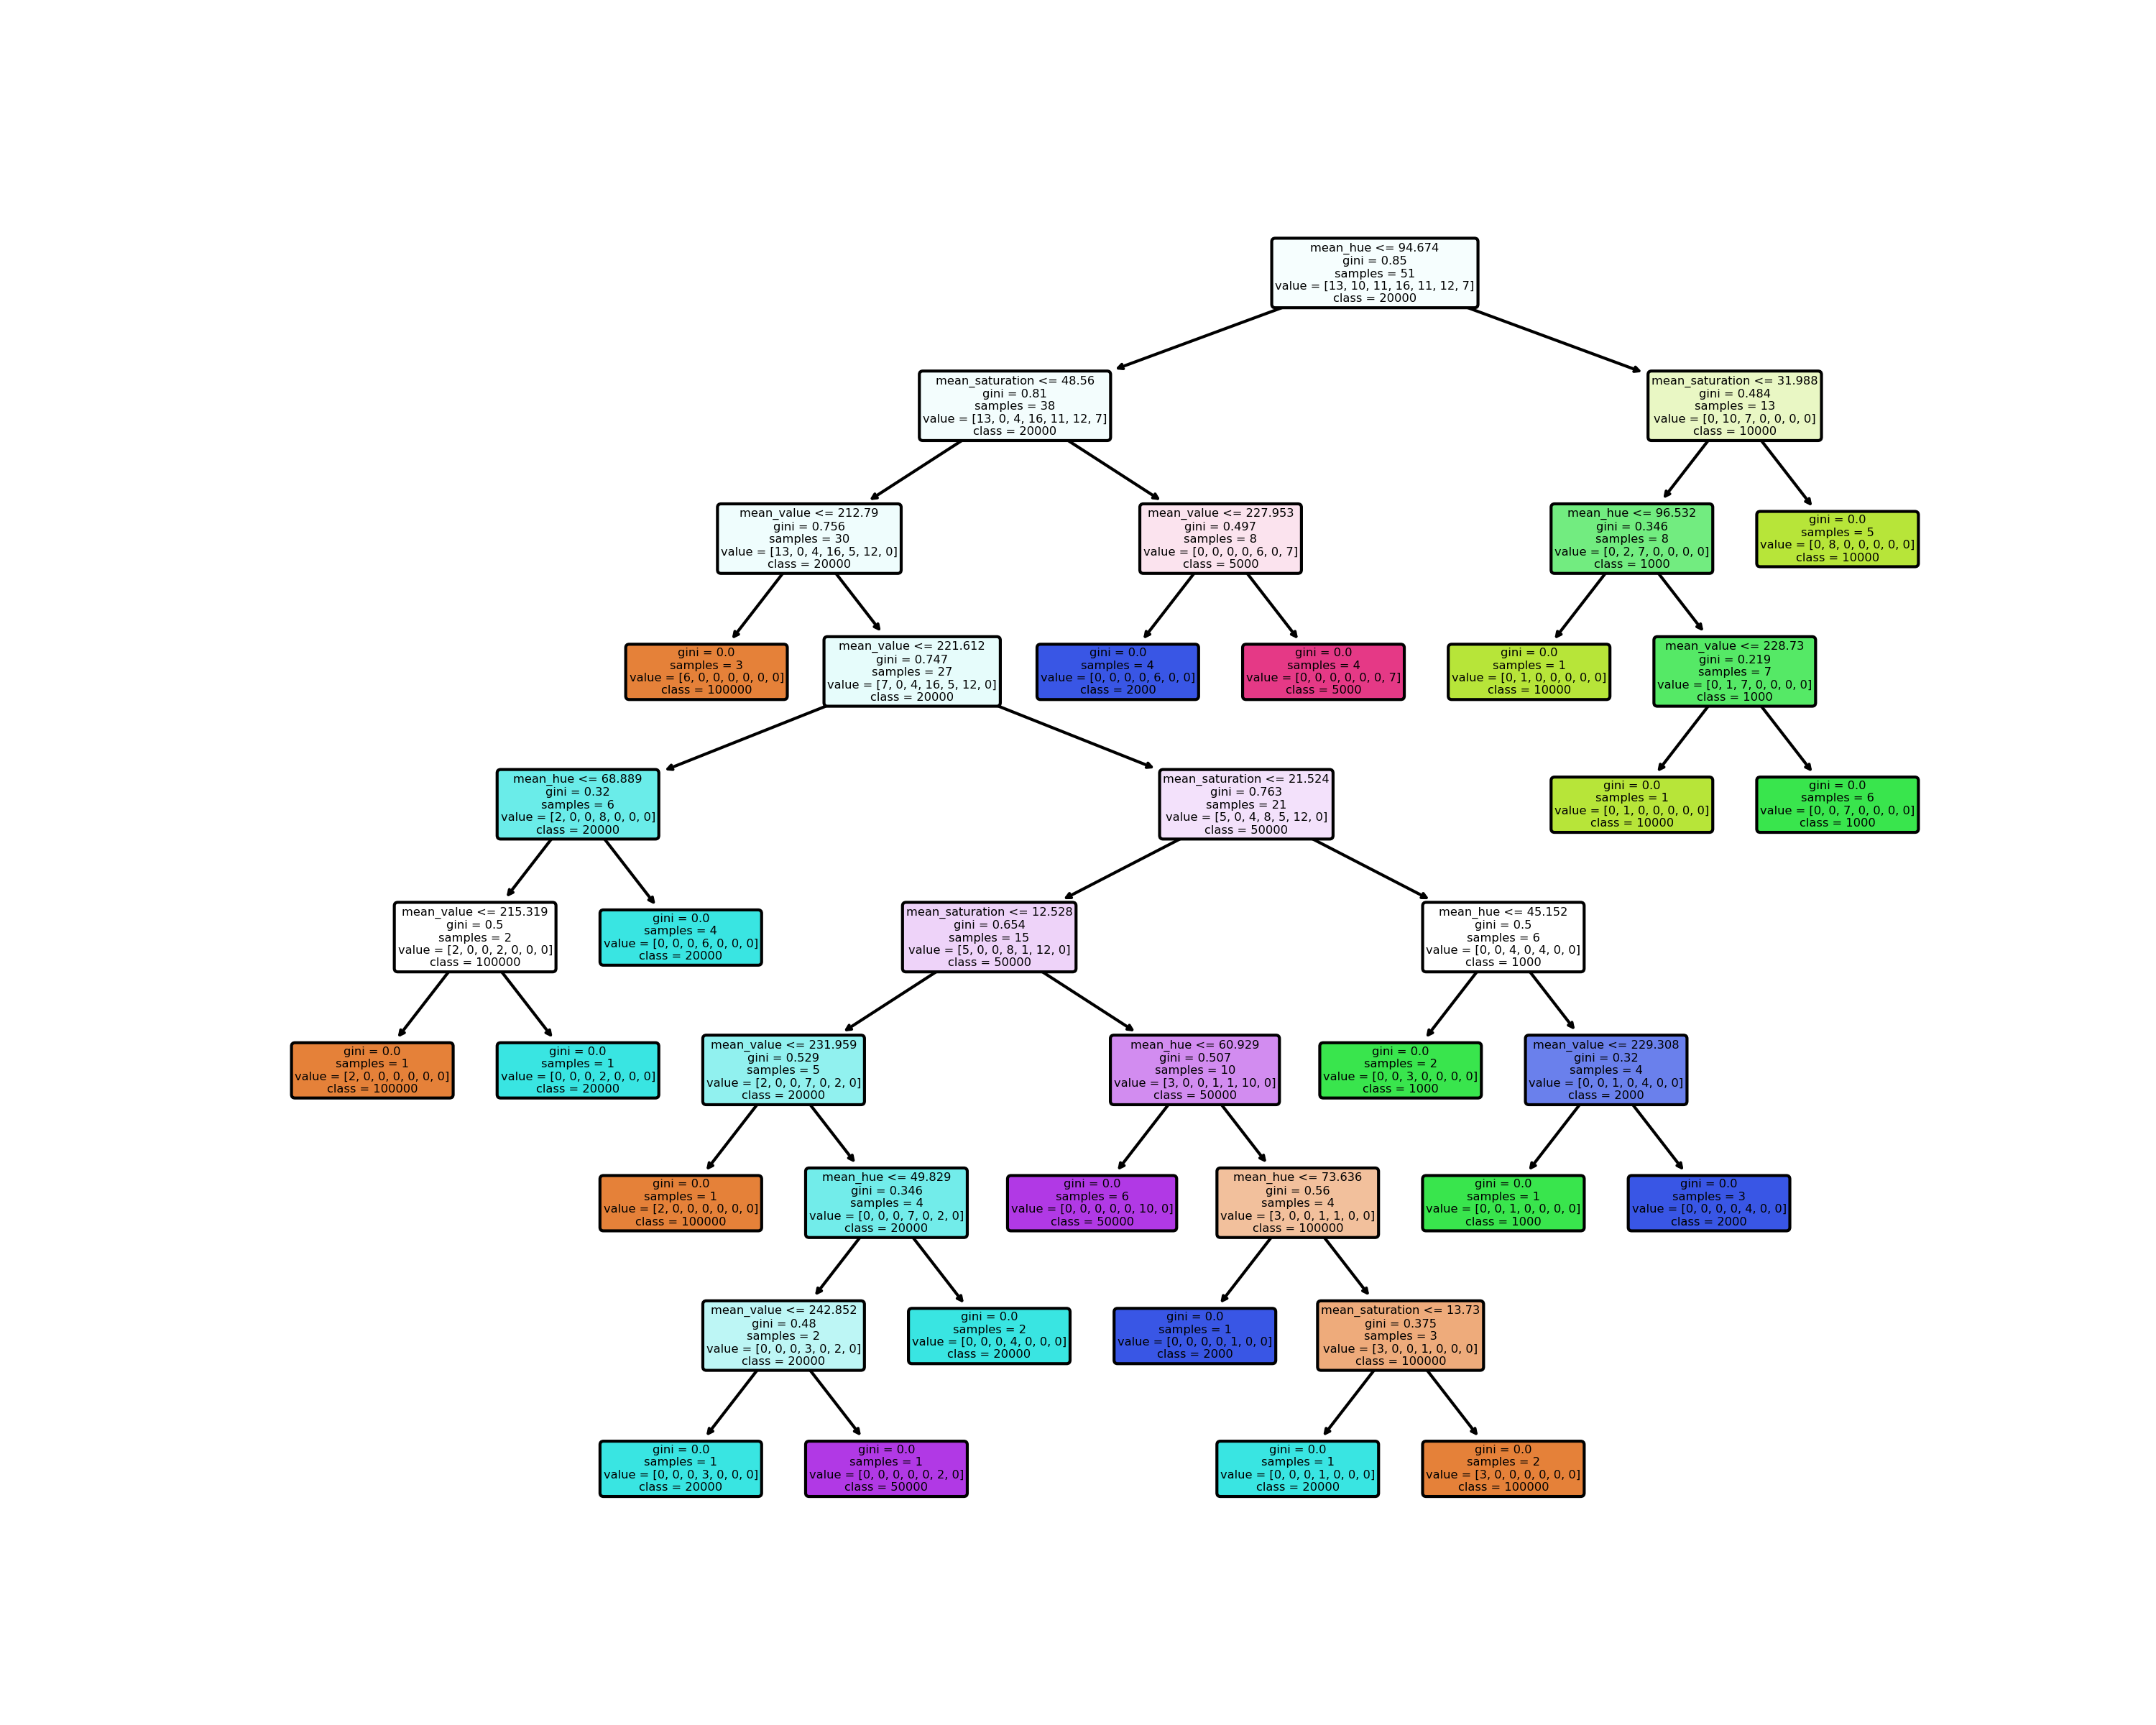 mean_hue <= 94.674
gini = 0.85
samples = 51
value = [13, 10, 11, 16, 11, 12, 7]
class = 20000
mean_saturation <= 48.56
gini = 0.81
samples = 38
value = [13, 0, 4, 16, 11, 12, 7]
class = 20000
mean_saturation <= 31.988
gini = 0.484
samples = 13
value = [0, 10, 7, 0, 0, 0, 0]
class = 10000
mean_value <= 212.79
gini = 0.756
samples = 30
value = [13, 0, 4, 16, 5, 12, 0]
class = 20000
mean_value <= 227.953
gini = 0.497
samples = 8
value = [0, 0, 0, 0, 6, 0, 7]
class = 5000
mean_hue <= 96.532
gini = 0.346
samples = 8
value = [0, 2, 7, 0, 0, 0, 0]
class = 1000
gini = 0.0
samples = 5
value = [0, 8, 0, 0, 0, 0, 0]
class = 10000
gini = 0.0
samples = 3
value = [6, 0, 0, 0, 0, 0, 0]
class = 100000
mean_value <= 221.612
gini = 0.747
samples = 27
value = [7, 0, 4, 16, 5, 12, 0]
class = 20000
gini = 0.0
samples = 4
value = [0, 0, 0, 0, 6, 0, 0]
class = 2000
gini = 0.0
samples = 4
value = [0, 0, 0, 0, 0, 0, 7]
class = 5000
gini = 0.0
samples = 1
value = [0, 1, 0, 0, 0, 0, 0]
class = 10000
mean_value <= 228.73
gini = 0.219
samples = 7
value = [0, 1, 7, 0, 0, 0, 0]
class = 1000
mean_hue <= 68.889
gini = 0.32
samples = 6
value = [2, 0, 0, 8, 0, 0, 0]
class = 20000
mean_saturation <= 21.524
gini = 0.763
samples = 21
value = [5, 0, 4, 8, 5, 12, 0]
class = 50000
gini = 0.0
samples = 1
value = [0, 1, 0, 0, 0, 0, 0]
class = 10000
gini = 0.0
samples = 6
value = [0, 0, 7, 0, 0, 0, 0]
class = 1000
mean_value <= 215.319
gini = 0.5
samples = 2
value = [2, 0, 0, 2, 0, 0, 0]
class = 100000
gini = 0.0
samples = 4
value = [0, 0, 0, 6, 0, 0, 0]
class = 20000
mean_saturation <= 12.528
gini = 0.654
samples = 15
value = [5, 0, 0, 8, 1, 12, 0]
class = 50000
mean_hue <= 45.152
gini = 0.5
samples = 6
value = [0, 0, 4, 0, 4, 0, 0]
class = 1000
gini = 0.0
samples = 1
value = [2, 0, 0, 0, 0, 0, 0]
class = 100000
gini = 0.0
samples = 1
value = [0, 0, 0, 2, 0, 0, 0]
class = 20000
mean_value <= 231.959
gini = 0.529
samples = 5
value = [2, 0, 0, 7, 0, 2, 0]
class = 20000
mean_hue <= 60.929
gini = 0.507
samples = 10
value = [3, 0, 0, 1, 1, 10, 0]
class = 50000
gini = 0.0
samples = 2
value = [0, 0, 3, 0, 0, 0, 0]
class = 1000
mean_value <= 229.308
gini = 0.32
samples = 4
value = [0, 0, 1, 0, 4, 0, 0]
class = 2000
gini = 0.0
samples = 1
value = [2, 0, 0, 0, 0, 0, 0]
class = 100000
mean_hue <= 49.829
gini = 0.346
samples = 4
value = [0, 0, 0, 7, 0, 2, 0]
class = 20000
gini = 0.0
samples = 6
value = [0, 0, 0, 0, 0, 10, 0]
class = 50000
mean_hue <= 73.636
gini = 0.56
samples = 4
value = [3, 0, 0, 1, 1, 0, 0]
class = 100000
gini = 0.0
samples = 1
value = [0, 0, 1, 0, 0, 0, 0]
class = 1000
gini = 0.0
samples = 3
value = [0, 0, 0, 0, 4, 0, 0]
class = 2000
mean_value <= 242.852
gini = 0.48
samples = 2
value = [0, 0, 0, 3, 0, 2, 0]
class = 20000
gini = 0.0
samples = 2
value = [0, 0, 0, 4, 0, 0, 0]
class = 20000
gini = 0.0
samples = 1
value = [0, 0, 0, 0, 1, 0, 0]
class = 2000
mean_saturation <= 13.73
gini = 0.375
samples = 3
value = [3, 0, 0, 1, 0, 0, 0]
class = 100000
gini = 0.0
samples = 1
value = [0, 0, 0, 3, 0, 0, 0]
class = 20000
gini = 0.0
samples = 1
value = [0, 0, 0, 0, 0, 2, 0]
class = 50000
gini = 0.0
samples = 1
value = [0, 0, 0, 1, 0, 0, 0]
class = 20000
gini = 0.0
samples = 2
value = [3, 0, 0, 0, 0, 0, 0]
class = 100000